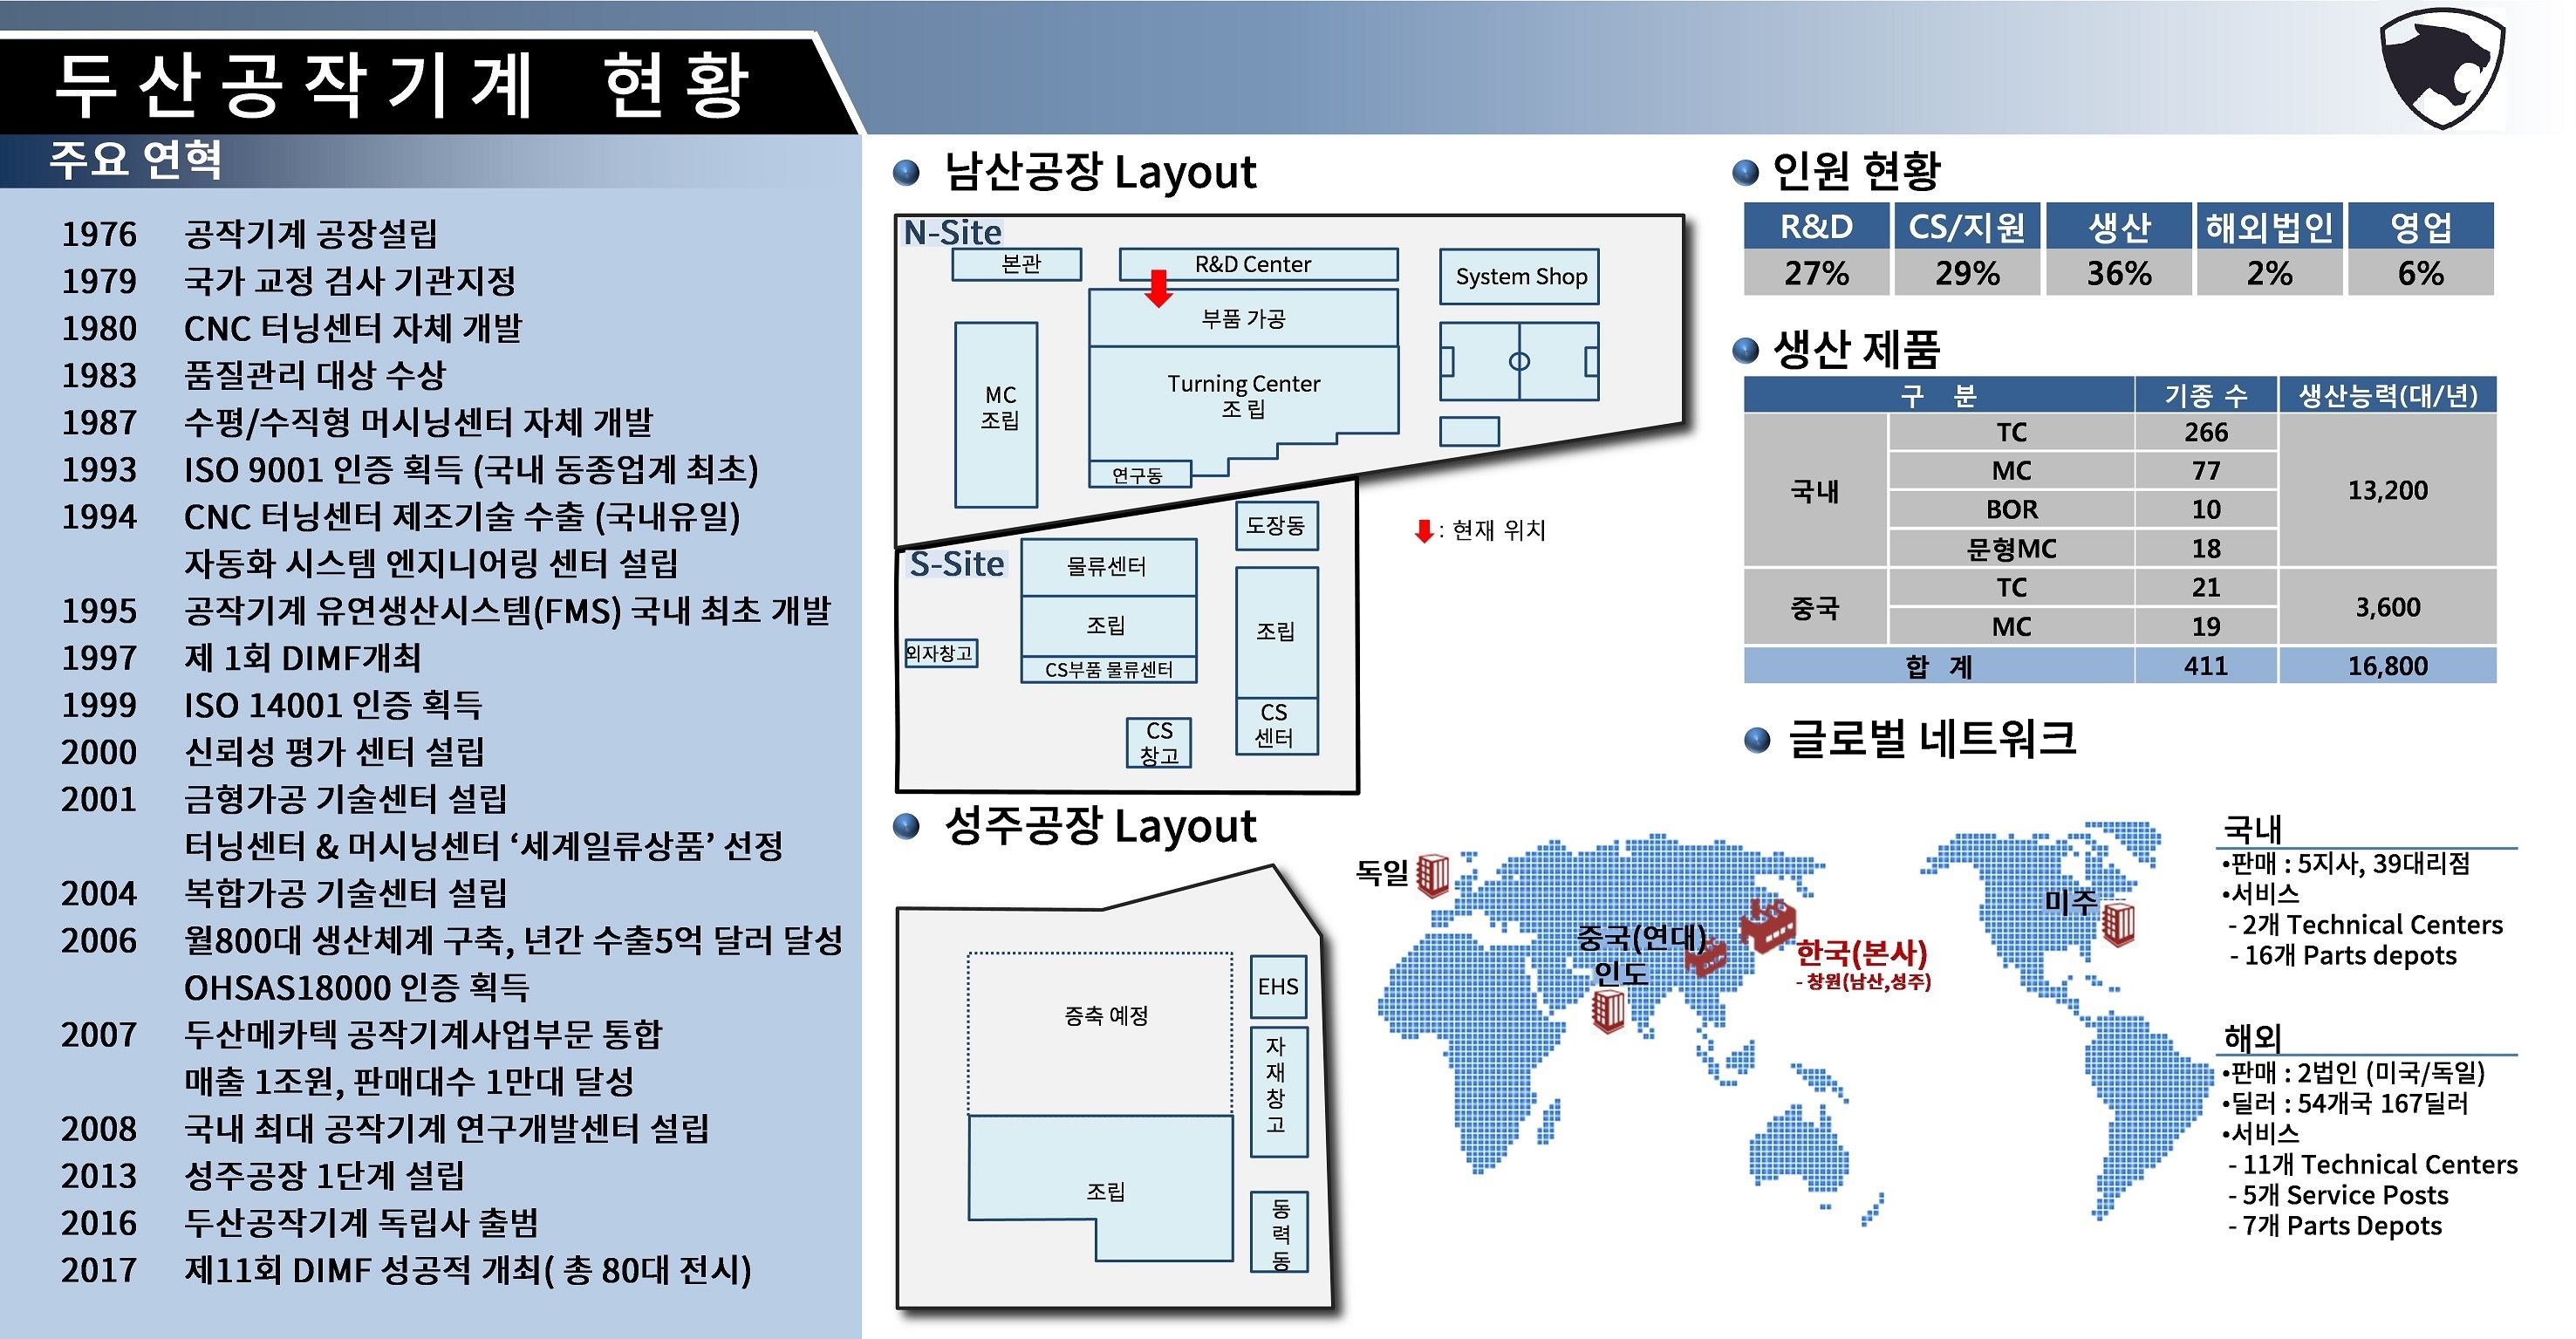 두산공작기계 현황
주요 연혁
1976 공작기계 공장설립
1979 국가 교정 검사 기관지정
1980 CNC 터닝센터 자체 개발
1983 품질관리 대상 수상
1987 수평/수직형 머시닝센터 자체 개발
1993 ISO 9001 인증 획득 (국내 동종업계 최초)
1994 CNC 터닝센터 제조기술 수출 (국내유일)
자동화 시스템 엔지니어링 센터 설립
1995 공작기계 유연생산시스템(FMS) 국내 최초 개발
1997 제 1회 DIMF개최
1999 ISO 14001 인증 획득
2000 신뢰성 평가 센터 설립
2001 금형가공 기술센터 설립
터닝센터 & 머시닝센터 ‘세계일류상품’ 선정
2004 복합가공 기술센터 설립
2006 월800대 생산체계 구축, 년간 수출5억 달러 달성
OHSAS18000 인증 획득
2007 두산메카텍 공작기계사업부문 통합
매출 1조원, 판매대수 1만대 달성
2008 국내 최대 공작기계 연구개발센터 설립
2013 성주공장 1단계 설립
2016 두산공작기계 독립사 출범
2017 제11회 DIMF 성공적 개최( 총 80대 전시)
남산공장 Layout
N-Site
본관
R&D Center
System Shop
부품 가공
MC
조립
Turning Center
조 립
연구동
: 현재 위치
S-Site
도장동
물류센터
조립
조립
외자창고
CS부품 물류센터
CS
창고
CS
센터
성주공장 Layout
증축 예정
EHS
자
재
창
고
조립
동
력
동
인원 현황
R&D CS/지원 생산 해외법인 영업
27% 29% 36% 2% 6%
생산 제품
구 분 기종 수 생산능력(대/년)
국내 TC 266 13,200
MC 77
BOR 10
문형MC 18
중국 TC 21 3,600
MC 19
합 계 411 16,800
글로벌 네트워크
독일
중국(연대)
인도
한국(본사)
- 창원(남산,성주)
미주
국내
•판매 : 5지사, 39대리점
•서비스
- 2개 Technical Centers
- 16개 Parts depots
해외
•판매 : 2법인 (미국/독일)
•딜러 : 54개국 167딜러
•서비스
- 11개 Technical Centers
- 5개 Service Posts
- 7개 Parts Depots